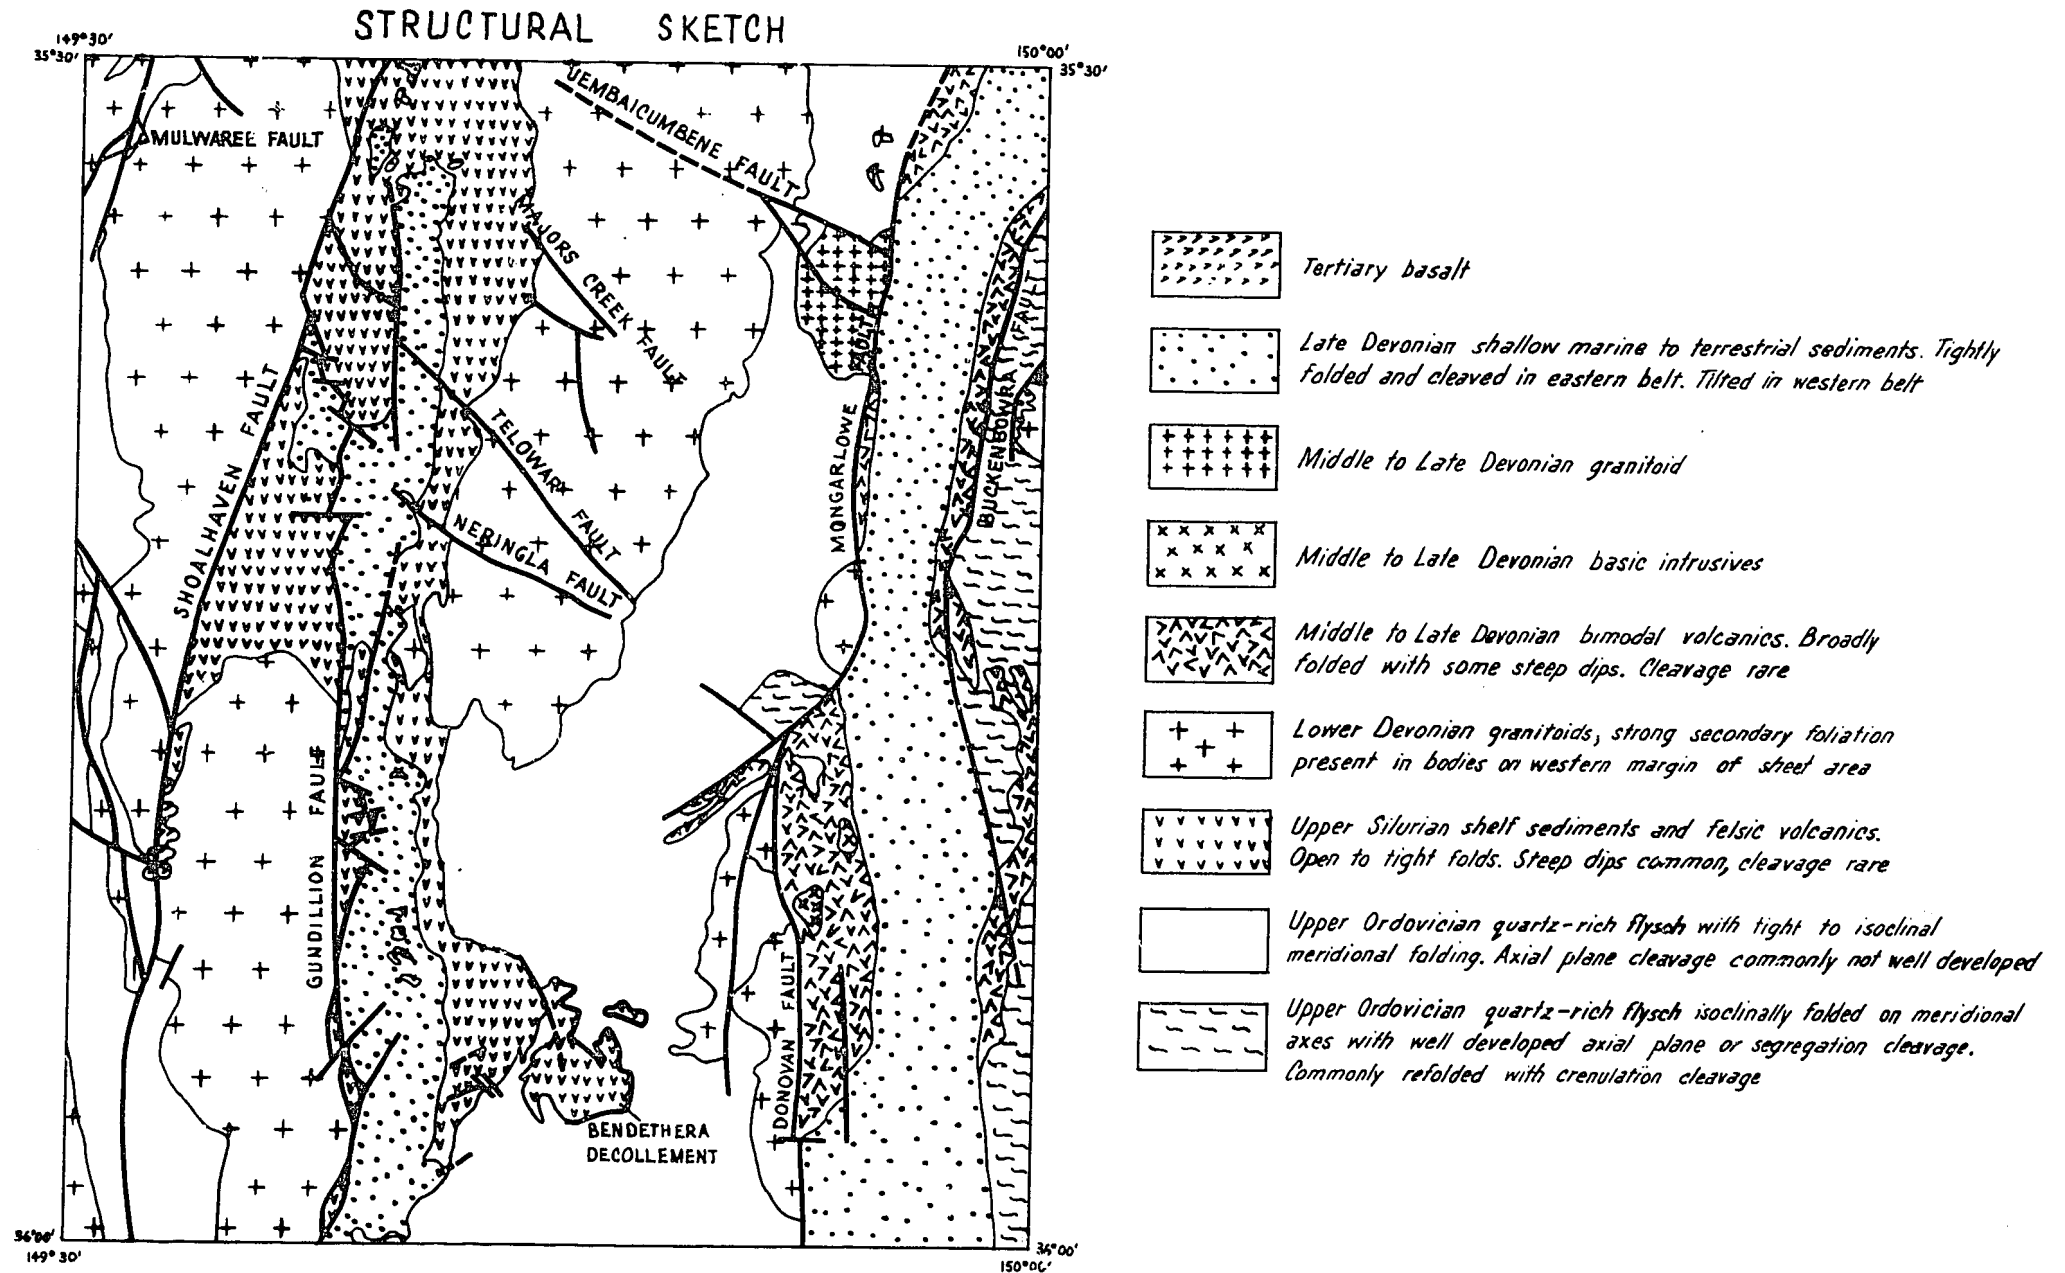 STRUCTURAL SKETCH
149°30'
35°30'
150°00'
35°30'
MULWAREE FAULT
JEMBAICUMBENE FAULT
MAJORS CREEK FAULT
SHOALHAVEN FAULT
TELOWAR FAULT
NERINGLA FAULT
MONGARLOWE FAULT
BUCKENBOWRA FAULT
GUNDILLION FAULT
DONOVAN FAULT
BENDETHERA
DECOLLEMENT
36°00'
149°30'
36°00'
Tertiary basalt
Late Devonian shallow marine to terrestrial sediments. Tightly
folded and cleaved in eastern belt. Tilted in western belt
Middle to Late Devonian granitoid
Middle to Late Devonian basic intrusives
Middle to Late Devonian bimodal volcanics. Broadly
folded with some steep dips. Cleavage rare
Lower Devonian granitoids, strong secondary foliation
present in bodies on western margin of sheet area
Upper Silurian shelf sediments and felsic volcanics.
Open to tight folds. Steep dips common, cleavage rare
Upper Ordovician quartz-rich flysch with tight to isoclinal
meridional folding. Axial plane cleavage commonly not well developed
Upper Ordovician quartz-rich flysch isoclinally folded on meridional
axes with well developed axial plane or segregation cleavage.
Commonly refolded with crenulation cleavage